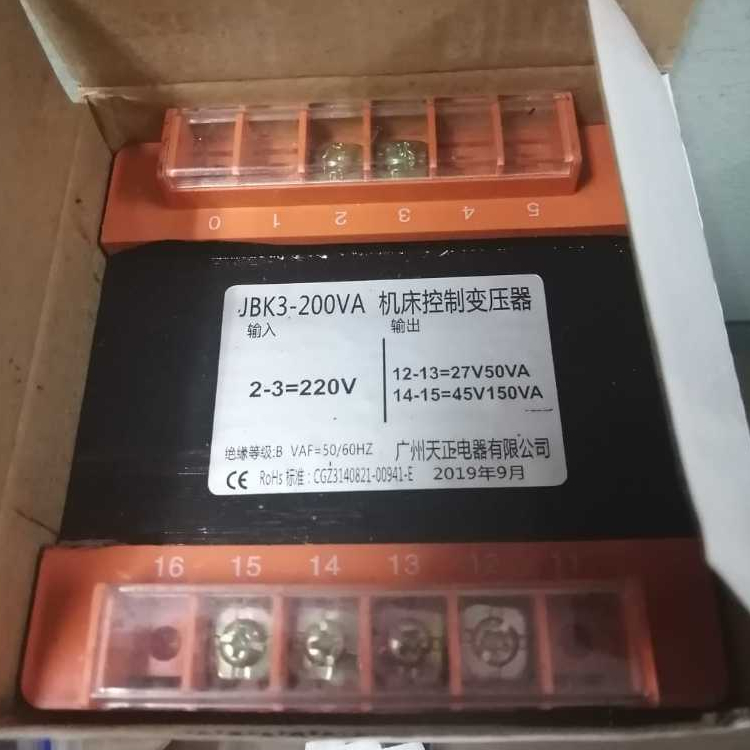 0 1 2 3 4 5
JBK3-200VA 机床控制变压器
输入 输出
2-3=220V
12-13=27V50VA
14-15=45V150VA
绝缘等级:B VAF=50/60HZ 广州天正电器有限公司
CE RoHs 标准:CGZ3140821-00941-E 2019年9月
16 15 14 13 12 11